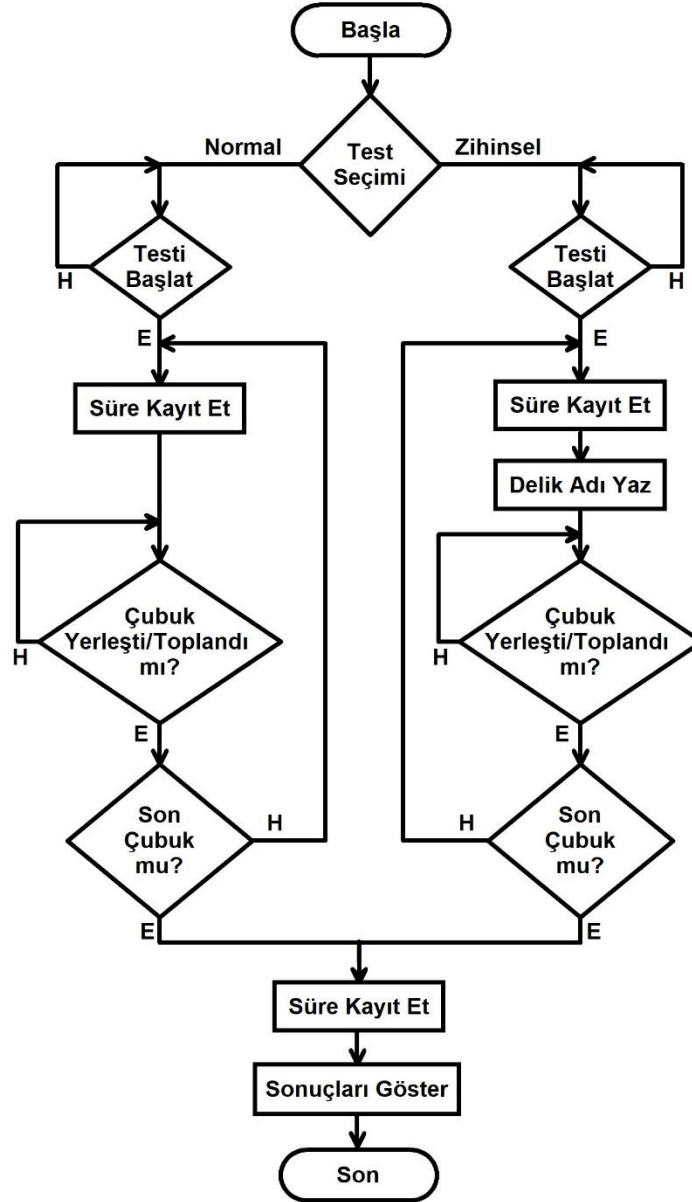 Başla
Normal
Test
Seçimi
Zihinsel
Testi
Başlat
H
E
Testi
Başlat
H
E
Süre Kayıt Et
Süre Kayıt Et
Delik Adı Yaz
Çubuk
Yerleşti/Toplandı
mı?
H
E
Çubuk
Yerleşti/Toplandı
mı?
H
E
Son
Çubuk
mu?
H
E
Son
Çubuk
mu?
H
E
Süre Kayıt Et
Sonuçları Göster
Son